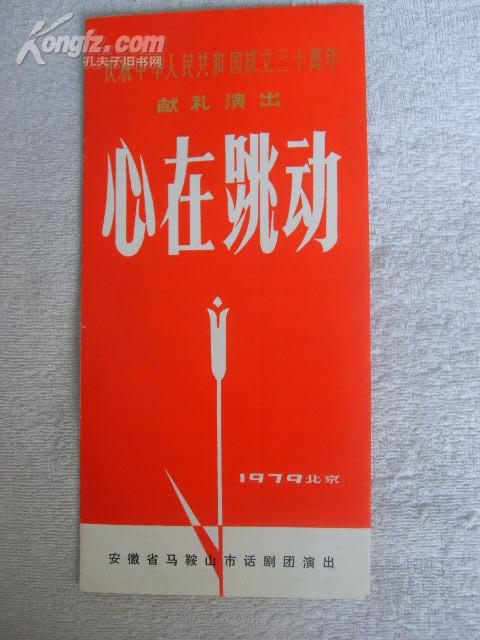 Kongfz.com
孔夫子旧书网
庆祝中华人民共和国成立三十周年
献礼演出
心在跳动
1979北京
安徽省马鞍山市话剧团演出